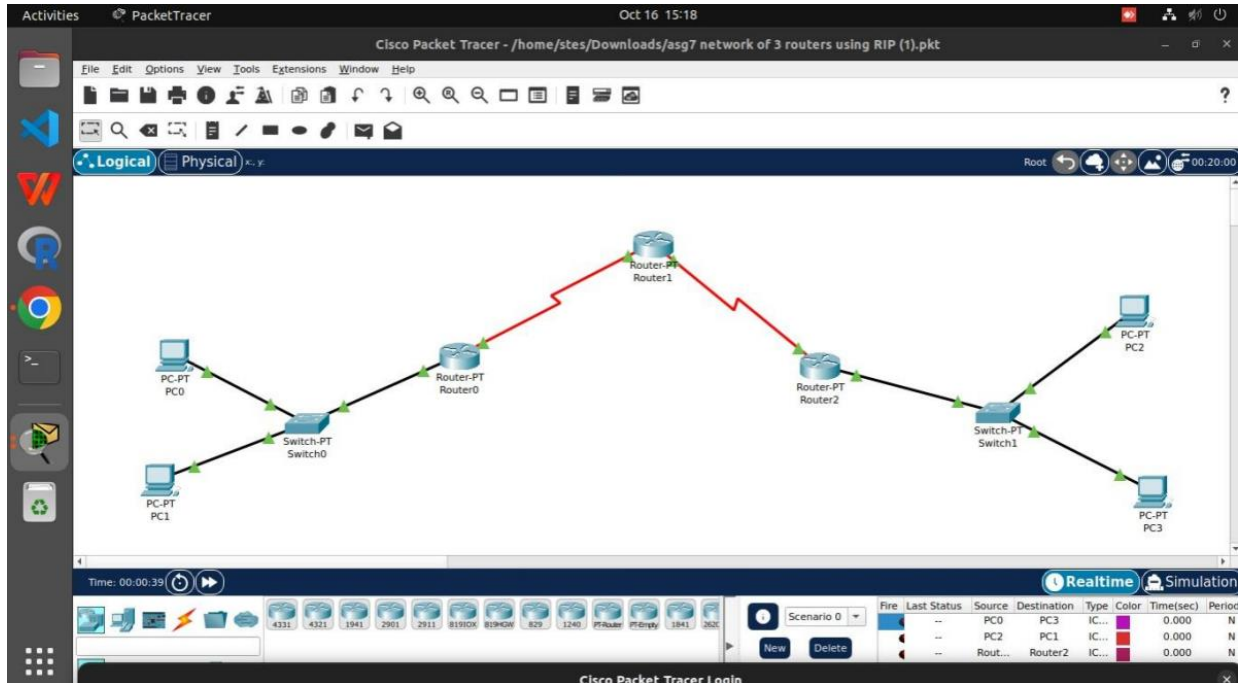 Activities PacketTracer Oct 16 15:18
Cisco Packet Tracer - /home/stes/Downloads/asg7 network of 3 routers using RIP (1).pkt
File Edit Options View Tools Extensions Window Help
?
Logical Physical x: y: Root 00:20:00
Router-PT
Router1
PC-PT
PC2
PC-PT
PC0
Router-PT
Router0
Router-PT
Router2
Switch-PT
Switch0
Switch-PT
Switch1
PC-PT
PC1
PC-PT
PC3
Time: 00:00:39 Realtime Simulation
4331 4321 1941 2901 2911 819IOX 819HGW 829 1240 PT-Router PT-Empty 1841 262
Scenario 0
New Delete
Fire Last Status Source Destination Type Color Time(sec) Period
-- PC0 PC3 IC... 0.000 N
-- PC2 PC1 IC... 0.000 N
-- Rout... Router2 IC... 0.000 N
Cisco Packet Tracer Login